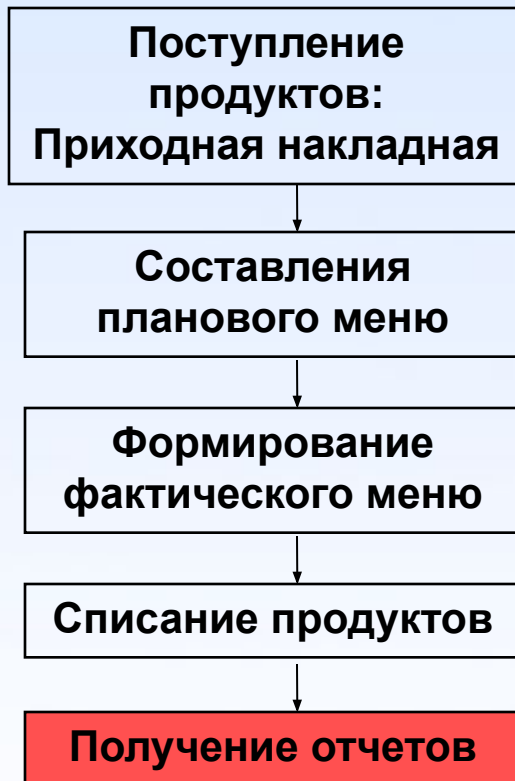 Поступление
продуктов:
Приходная накладная
Составления
планового меню
Формирование
фактического меню
Списание продуктов
Получение отчетов